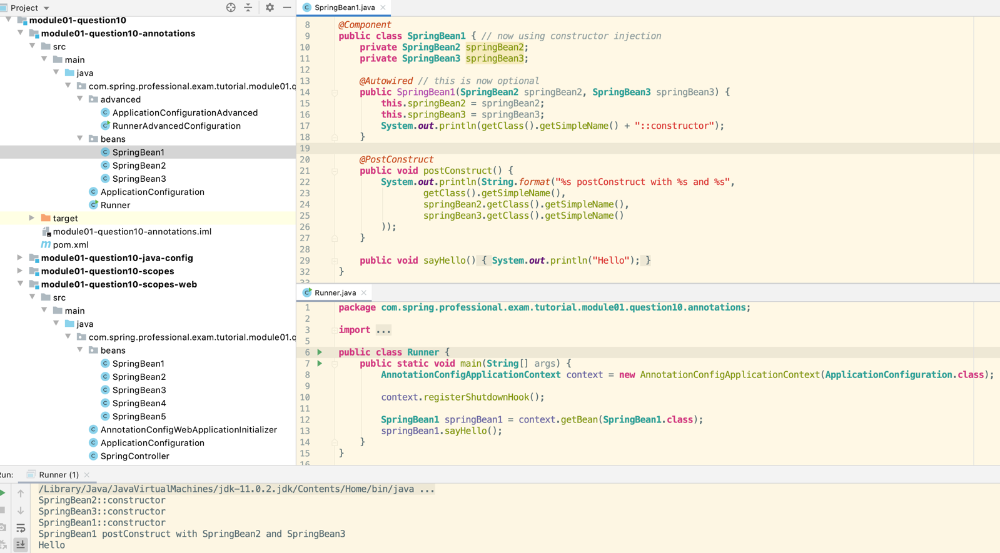 Project
module01-question10
module01-question10-annotations
src
main
java
com.spring.professional.exam.tutorial.module01.q
advanced
ApplicationConfigurationAdvanced
RunnerAdvancedConfiguration
beans
SpringBean1
SpringBean2
SpringBean3
ApplicationConfiguration
Runner
target
module01-question10-annotations.iml
pom.xml
module01-question10-java-config
module01-question10-scopes
module01-question10-scopes-web
src
main
java
com.spring.professional.exam.tutorial.module01.q
beans
SpringBean1
SpringBean2
SpringBean3
SpringBean4
SpringBean5
AnnotationConfigWebApplicationInitializer
ApplicationConfiguration
SpringController
SpringBean1.java
8 @Component
9 public class SpringBean1 { // now using constructor injection
10 private SpringBean2 springBean2;
11 private SpringBean3 springBean3;
12
13 @Autowired // this is now optional
14 public SpringBean1(SpringBean2 springBean2, SpringBean3 springBean3) {
15 this.springBean2 = springBean2;
16 this.springBean3 = springBean3;
17 System.out.println(getClass().getSimpleName() + "::constructor");
18 }
19
20 @PostConstruct
21 public void postConstruct() {
22 System.out.println(String.format("%s postConstruct with %s and %s",
23 getClass().getSimpleName(),
24 springBean2.getClass().getSimpleName(),
25 springBean3.getClass().getSimpleName()
26 ));
27 }
28
29 public void sayHello() { System.out.println("Hello"); }
32 }
33
Runner.java
1 package com.spring.professional.exam.tutorial.module01.question10.annotations;
2
3 import ...
5
6 public class Runner {
7 public static void main(String[] args) {
8 AnnotationConfigApplicationContext context = new AnnotationConfigApplicationContext(ApplicationConfiguration.class);
9
10 context.registerShutdownHook();
11
12 SpringBean1 springBean1 = context.getBean(SpringBean1.class);
13 springBean1.sayHello();
14 }
15 }
16
Run: Runner (1)
/Library/Java/JavaVirtualMachines/jdk-11.0.2.jdk/Contents/Home/bin/java ...
SpringBean2::constructor
SpringBean3::constructor
SpringBean1::constructor
SpringBean1 postConstruct with SpringBean2 and SpringBean3
Hello